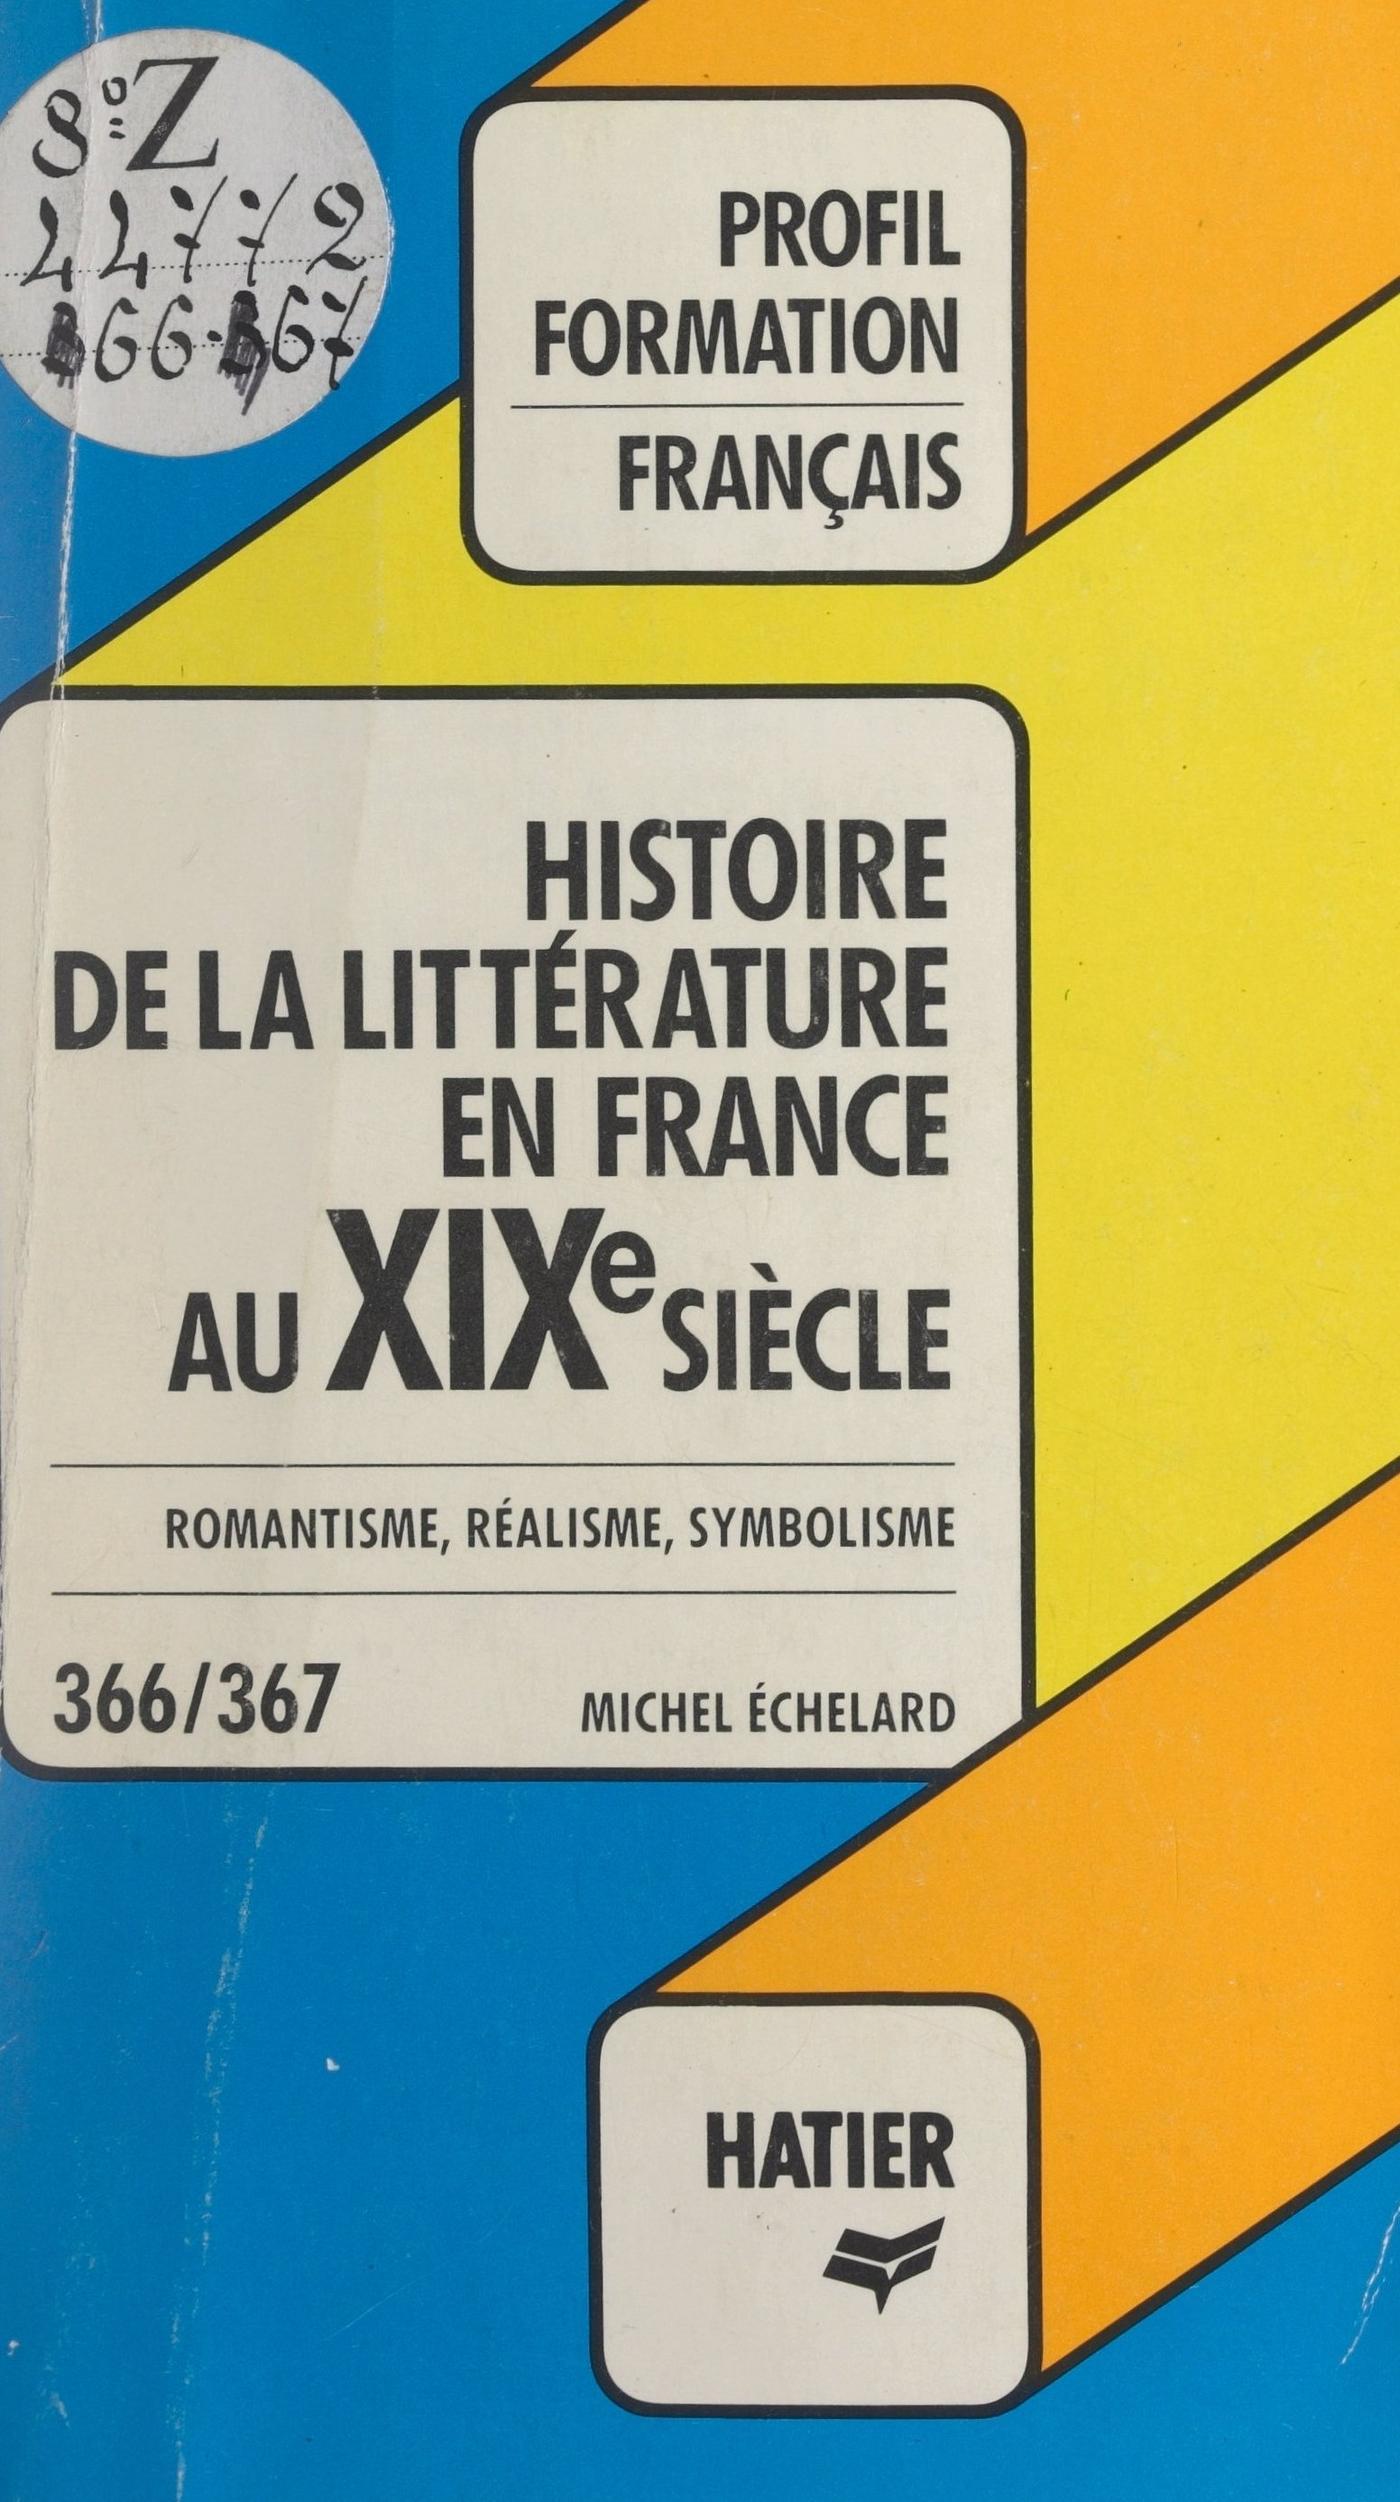 8º Z
44772
366-367
PROFIL
FORMATION
FRANÇAIS
HISTOIRE
DE LA LITTÉRATURE
EN FRANCE
AU XIXe SIÈCLE
ROMANTISME, RÉALISME, SYMBOLISME
366/367
MICHEL ÉCHELARD
HATIER